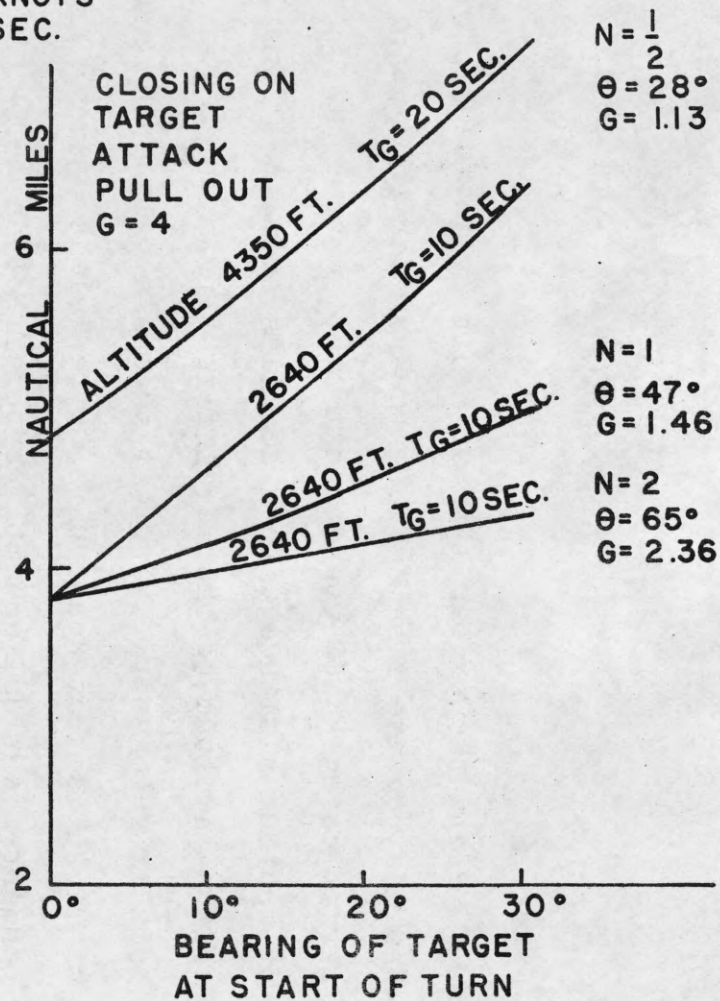 SEC.
CLOSING ON
TARGET
ATTACK
PULL OUT
G = 4
NAUTICAL MILES
6
4
2
ALTITUDE 4350 FT. TG = 20 SEC.
2640 FT. TG = 10 SEC.
2640 FT. TG = 10 SEC.
2640 FT. TG = 10 SEC.
N = 1/2
θ = 28°
G = 1.13
N = 1
θ = 47°
G = 1.46
N = 2
θ = 65°
G = 2.36
0° 10° 20° 30°
BEARING OF TARGET
AT START OF TURN